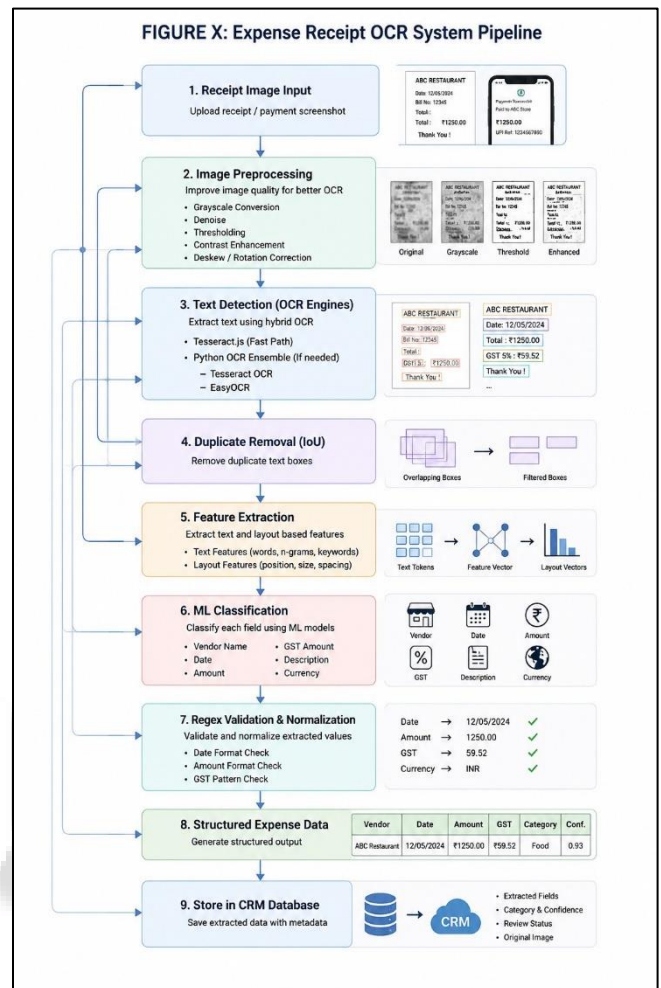 FIGURE X: Expense Receipt OCR System Pipeline
1. Receipt Image Input
Upload receipt / payment screenshot
ABC RESTAURANT
Date: 12/05/2024
Bill No: 12345
Total:
Total: ₹1250.00
Thank You !
Paid to ABC Store
₹1250.00
2. Image Preprocessing
Improve image quality for better OCR
• Grayscale Conversion
• Denoise
• Thresholding
• Contrast Enhancement
• Deskew / Rotation Correction
Original
Grayscale
Threshold
Enhanced
3. Text Detection (OCR Engines)
Extract text using hybrid OCR
• Tesseract.js (Fast Path)
• Python OCR Ensemble (If needed)
– Tesseract OCR
– EasyOCR
ABC RESTAURANT
Bill No: 12345
Total:
₹1250.00
Thank You !
ABC RESTAURANT
Date: 12/05/2024
Total : ₹1250.00
GST 5% : ₹59.52
Thank You !
...
4. Duplicate Removal (IoU)
Remove duplicate text boxes
Overlapping Boxes
Filtered Boxes
5. Feature Extraction
Extract text and layout based features
• Text Features (words, n-grams, keywords)
• Layout Features (position, size, spacing)
Text Tokens
Feature Vector
Layout Vectors
6. ML Classification
Classify each field using ML models
• Vendor Name
• Date
• Amount
• GST Amount
• Description
• Currency
Vendor
Date
Amount
GST
Description
Currency
7. Regex Validation & Normalization
Validate and normalize extracted values
• Date Format Check
• Amount Format Check
• GST Pattern Check
Date → 12/05/2024 ✓
Amount → 1250.00 ✓
GST → 59.52 ✓
Currency → INR ✓
8. Structured Expense Data
Generate structured output
Vendor Date Amount GST Category Conf.
ABC Restaurant 12/05/2024 ₹1250.00 ₹59.52 Food 0.93
9. Store in CRM Database
Save extracted data with metadata
CRM
• Extracted Fields
• Category & Confidence
• Review Status
• Original Image